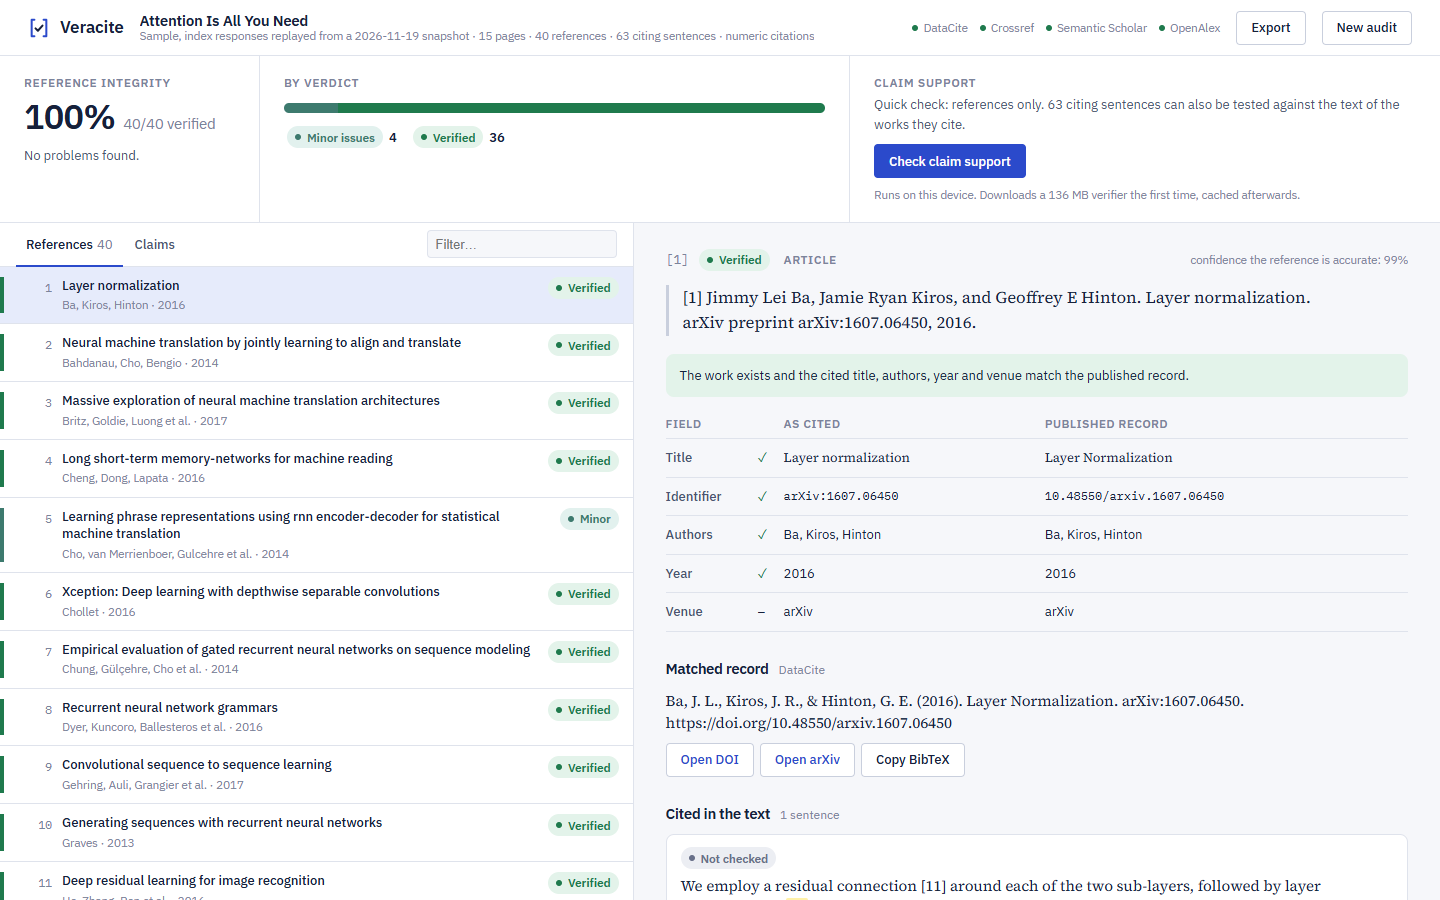 Veracite
Attention Is All You Need
Sample, index responses replayed from a 2026-11-19 snapshot · 15 pages · 40 references · 63 citing sentences · numeric citations
DataCite
Crossref
Semantic Scholar
OpenAlex
Export
New audit
REFERENCE INTEGRITY
100% 40/40 verified
No problems found.
BY VERDICT
Minor issues 4
Verified 36
CLAIM SUPPORT
Quick check: references only. 63 citing sentences can also be tested against the text of the
works they cite.
Check claim support
Runs on this device. Downloads a 136 MB verifier the first time, cached afterwards.
References 40
Claims
Filter...
1 Layer normalization Verified
Ba, Kiros, Hinton · 2016
2 Neural machine translation by jointly learning to align and translate Verified
Bahdanau, Cho, Bengio · 2014
3 Massive exploration of neural machine translation architectures Verified
Britz, Goldie, Luong et al. · 2017
4 Long short-term memory-networks for machine reading Verified
Cheng, Dong, Lapata · 2016
5 Learning phrase representations using rnn encoder-decoder for statistical Minor
machine translation
Cho, van Merrienboer, Gulcehre et al. · 2014
6 Xception: Deep learning with depthwise separable convolutions Verified
Chollet · 2016
7 Empirical evaluation of gated recurrent neural networks on sequence modeling Verified
Chung, Gülçehre, Cho et al. · 2014
8 Recurrent neural network grammars Verified
Dyer, Kuncoro, Ballesteros et al. · 2016
9 Convolutional sequence to sequence learning Verified
Gehring, Auli, Grangier et al. · 2017
10 Generating sequences with recurrent neural networks Verified
Graves · 2013
11 Deep residual learning for image recognition Verified
[1] Verified ARTICLE
confidence the reference is accurate: 99%
[1] Jimmy Lei Ba, Jamie Ryan Kiros, and Geoffrey E Hinton. Layer normalization.
arXiv preprint arXiv:1607.06450, 2016.
The work exists and the cited title, authors, year and venue match the published record.
FIELD AS CITED PUBLISHED RECORD
Title ✓ Layer normalization Layer Normalization
Identifier ✓ arXiv:1607.06450 10.48550/arxiv.1607.06450
Authors ✓ Ba, Kiros, Hinton Ba, Kiros, Hinton
Year ✓ 2016 2016
Venue – arXiv arXiv
Matched record DataCite
Ba, J. L., Kiros, J. R., & Hinton, G. E. (2016). Layer Normalization. arXiv:1607.06450.
https://doi.org/10.48550/arxiv.1607.06450
Open DOI
Open arXiv
Copy BibTeX
Cited in the text 1 sentence
Not checked
We employ a residual connection [11] around each of the two sub-layers, followed by layer